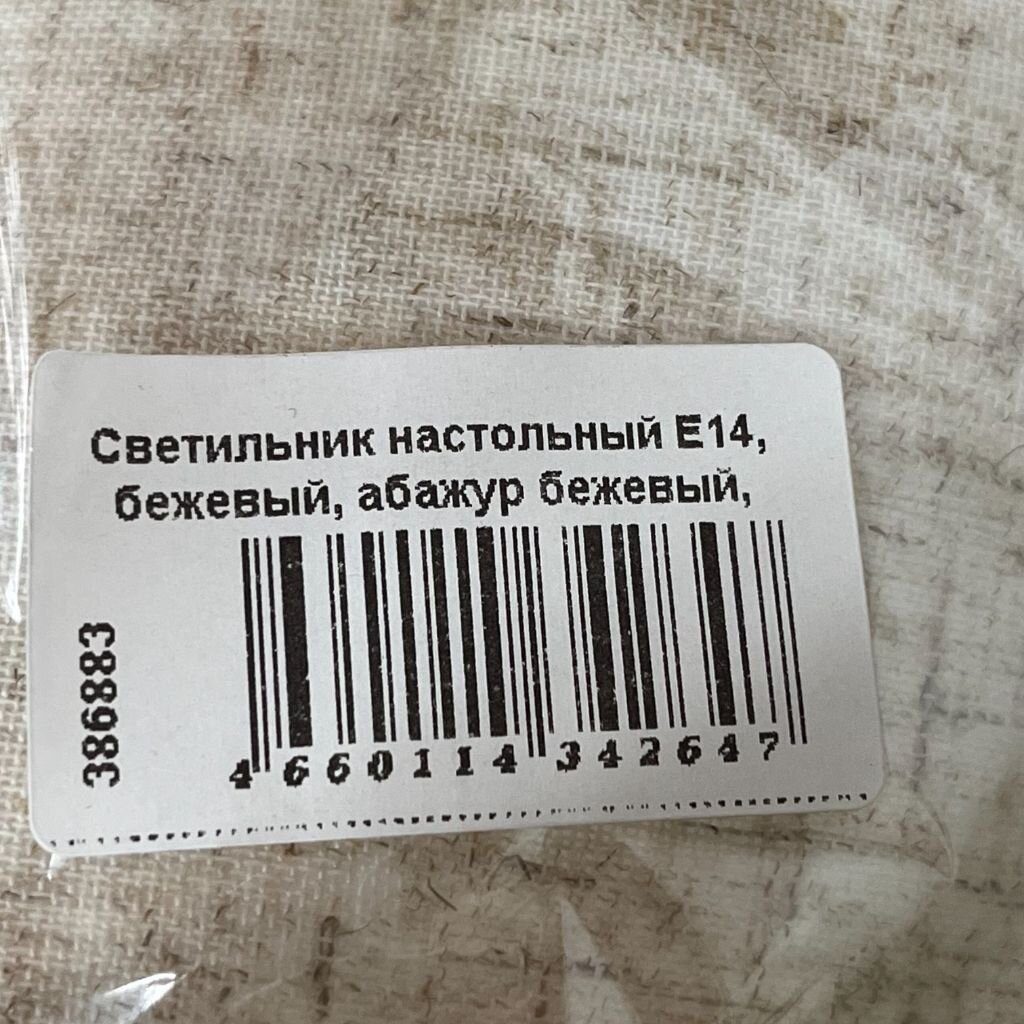 Светильник настольный Е14,
бежевый, абажур бежевый,
386883
4 660114 342647